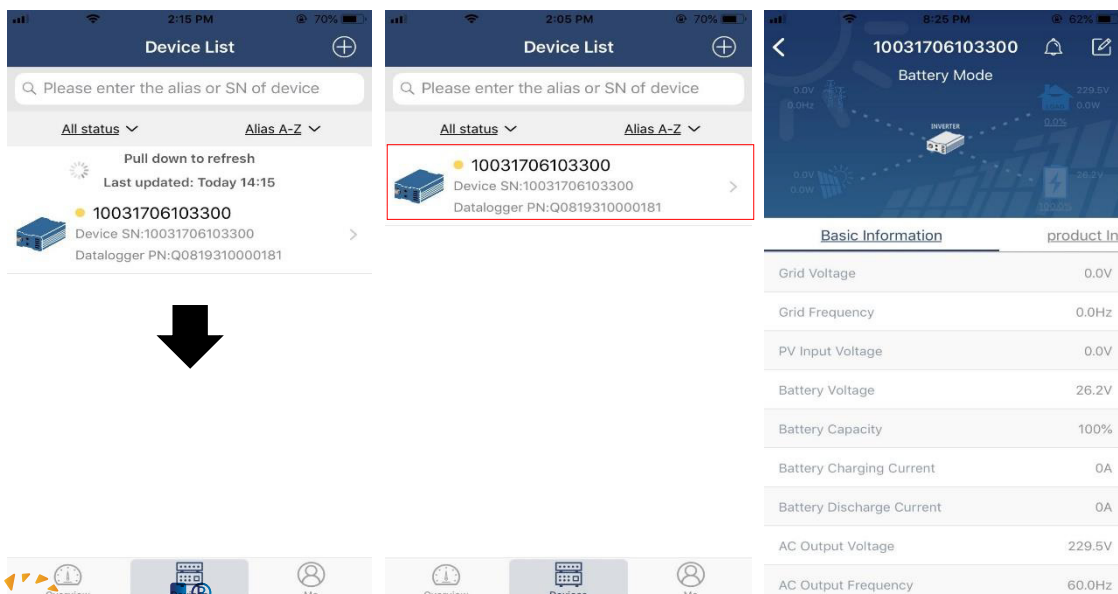 2:15 PM
70%
Device List
Please enter the alias or SN of device
All status
Alias A-Z
Pull down to refresh
Last updated: Today 14:15
10031706103300
Device SN:10031706103300
Datalogger PN:Q0819310000181
2:05 PM
70%
Device List
Please enter the alias or SN of device
All status
Alias A-Z
10031706103300
Device SN:10031706103300
Datalogger PN:Q0819310000181
8:25 PM
62%
10031706103300
Battery Mode
0.0V
0.0Hz
229.5V
0.0W
0.0%
INVERTER
0.0V
0.0W
26.2V
100.0%
Basic Information
product In
Grid Voltage 0.0V
Grid Frequency 0.0Hz
PV Input Voltage 0.0V
Battery Voltage 26.2V
Battery Capacity 100%
Battery Charging Current 0A
Battery Discharge Current 0A
AC Output Voltage 229.5V
AC Output Frequency 60.0Hz